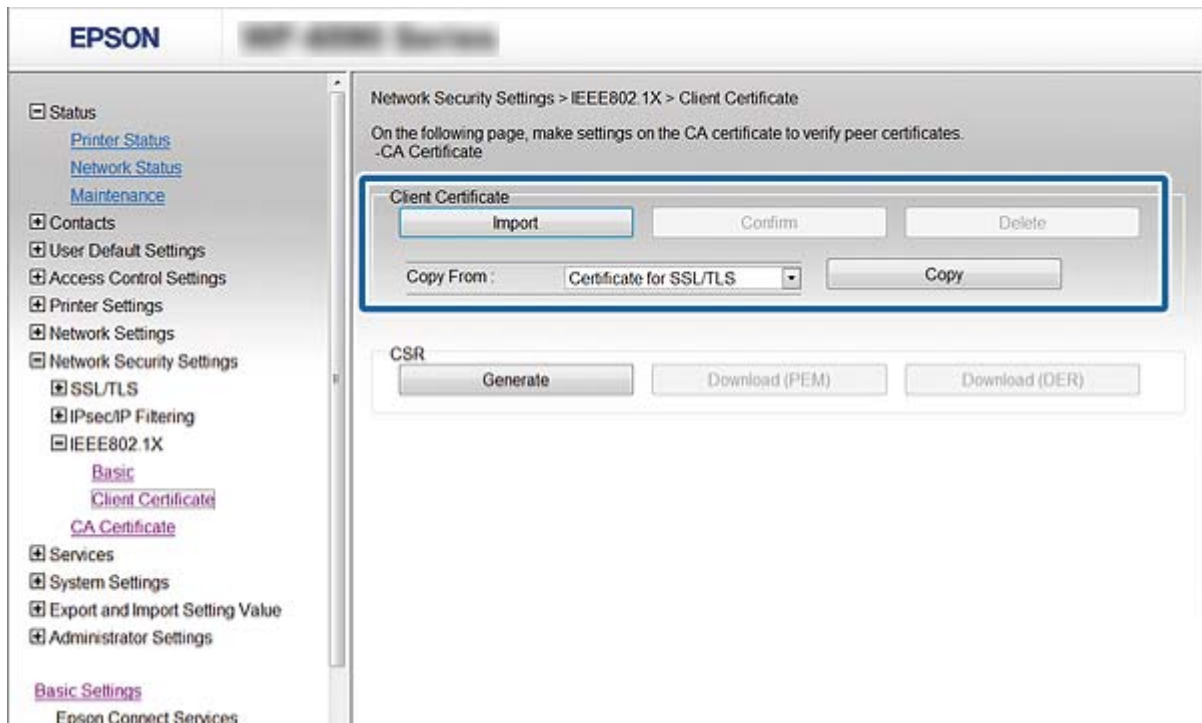 EPSON
Status
Printer Status
Network Status
Maintenance
Contacts
User Default Settings
Access Control Settings
Printer Settings
Network Settings
Network Security Settings
SSL/TLS
IPsec/IP Filtering
IEEE802.1X
Basic
Client Certificate
CA Certificate
Services
System Settings
Export and Import Setting Value
Administrator Settings
Basic Settings
Epson Connect Services
Network Security Settings > IEEE802.1X > Client Certificate
On the following page, make settings on the CA certificate to verify peer certificates.
-CA Certificate
Client Certificate
Import Confirm Delete
Copy From : Certificate for SSL/TLS Copy
CSR
Generate Download (PEM) Download (DER)